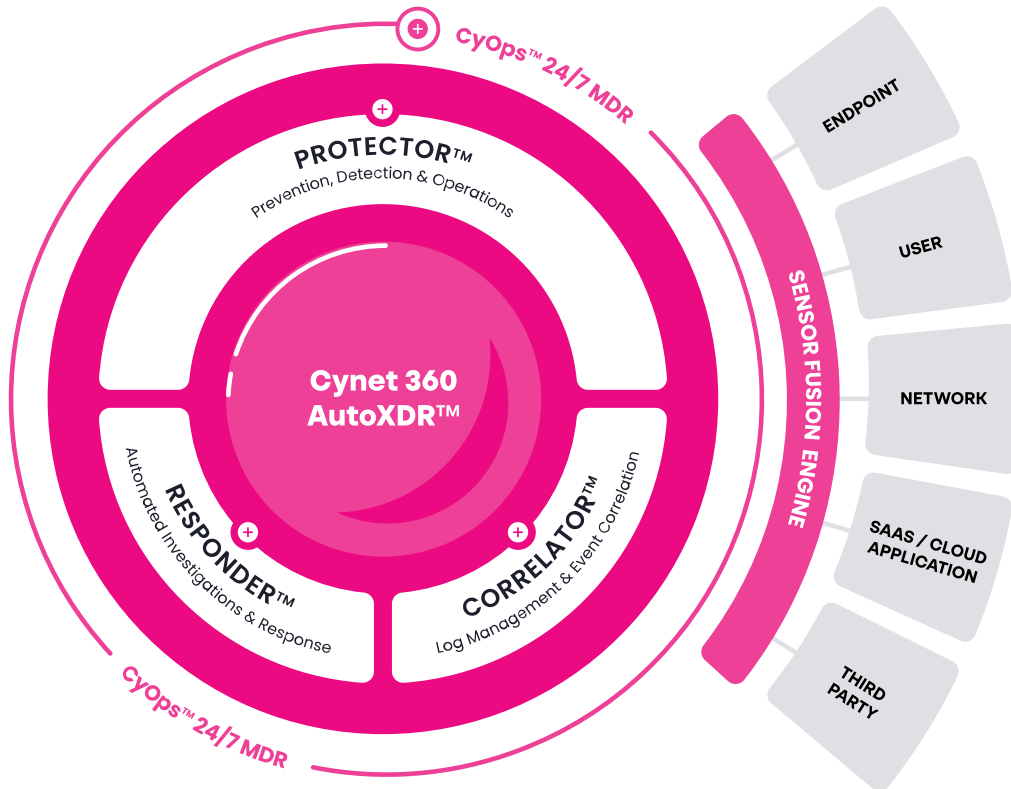 CyOps™ 24/7 MDR
PROTECTOR™
Prevention, Detection & Operations
Cynet 360
AutoXDR™
RESPONDER™
Automated Investigations & Response
CORRELATOR™
Log Management & Event Correlation
CyOps™ 24/7 MDR
SENSOR FUSION ENGINE
ENDPOINT
USER
NETWORK
SAAS / CLOUD
APPLICATION
THIRD
PARTY